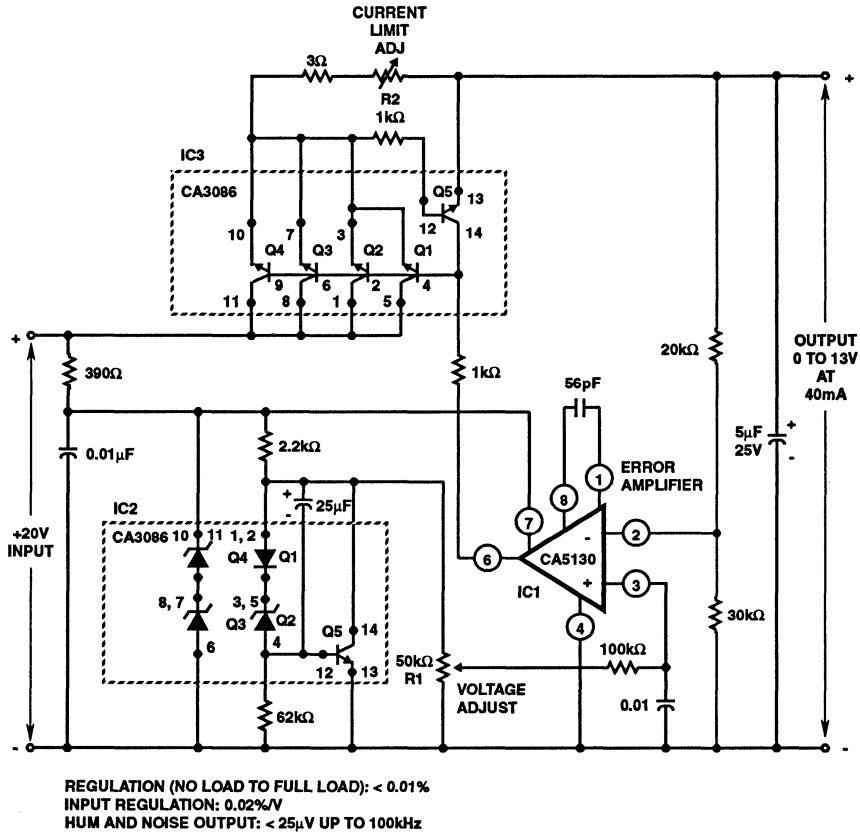 CURRENT
LIMIT
ADJ
3Ω
R2
1kΩ
+
IC3
CA3086
Q5
13
12
14
10
7
3
Q4
Q3
Q2
Q1
9
6
2
4
11
8
1
5
+
390Ω
1kΩ
20kΩ
OUTPUT
0 TO 13V
AT
40mA
56pF
0.01μF
2.2kΩ
5μF
25V
+
-
ERROR
AMPLIFIER
1
8
+
-
25μF
7
IC2
CA3086
10
11
1, 2
Q4
Q1
+20V
INPUT
2
-
CA5130
6
+
3
IC1
8, 7
3, 5
Q3
Q2
4
Q5
14
4
6
12
13
30kΩ
50kΩ
R1
100kΩ
VOLTAGE
ADJUST
62kΩ
0.01
-
-
REGULATION (NO LOAD TO FULL LOAD): < 0.01%
INPUT REGULATION: 0.02%/V
HUM AND NOISE OUTPUT: < 25μV UP TO 100kHz